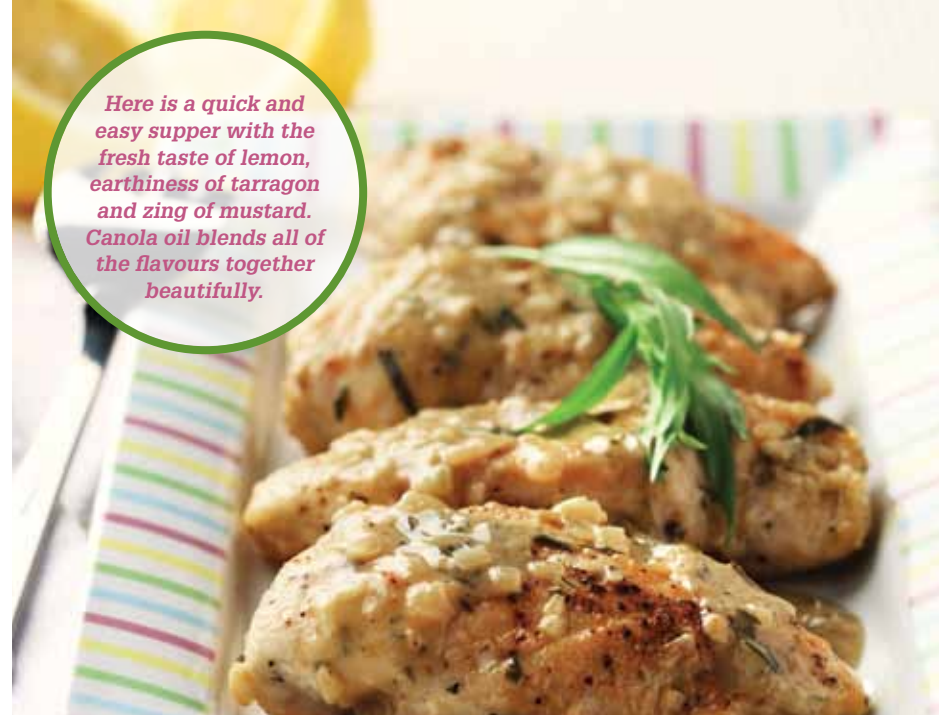 Here is a quick and
easy supper with the
fresh taste of lemon,
earthiness of tarragon
and zing of mustard.
Canola oil blends all of
the flavours together
beautifully.